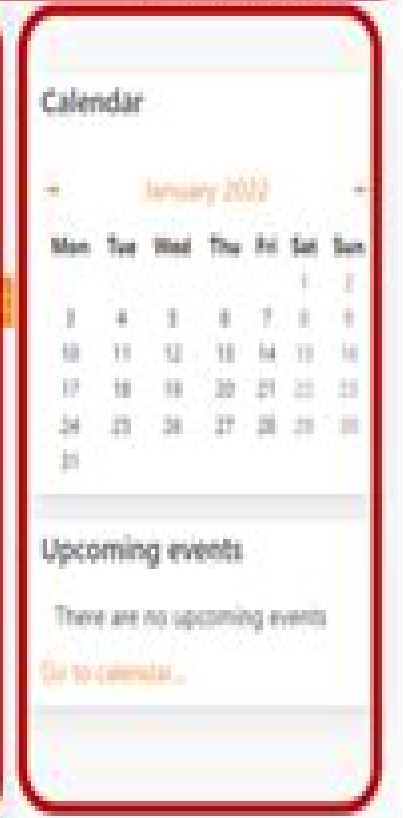 Calendar
January 2022
Mon Tue Wed Thu Fri Sat Sun
1 2
3 4 5 6 7 8 9
10 11 12 13 14 15 16
17 18 19 20 21 22 23
24 25 26 27 28 29 30
31
Upcoming events
There are no upcoming events
Go to calendar...